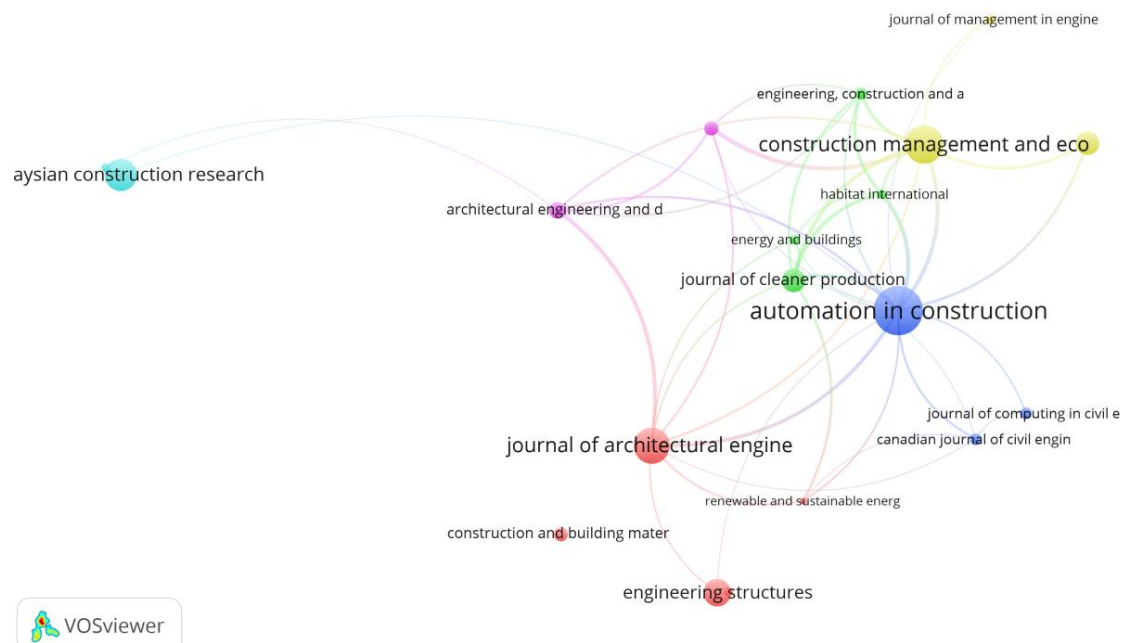 journal of management in engine
engineering, construction and a
construction management and eco
aysian construction research
habitat international
architectural engineering and d
energy and buildings
journal of cleaner production
automation in construction
journal of computing in civil e
canadian journal of civil engin
journal of architectural engine
renewable and sustainable energ
construction and building mater
engineering structures
VOSviewer